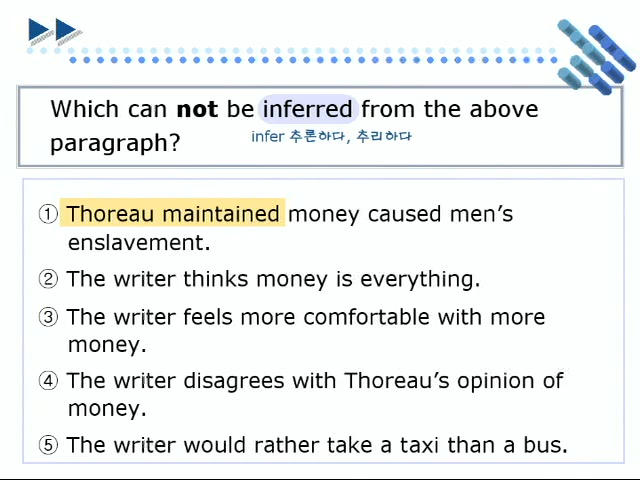 Which can not be inferred from the above
paragraph?
infer 추론하다, 추리하다
① Thoreau maintained money caused men's
enslavement.
② The writer thinks money is everything.
③ The writer feels more comfortable with more
money.
④ The writer disagrees with Thoreau's opinion of
money.
⑤ The writer would rather take a taxi than a bus.